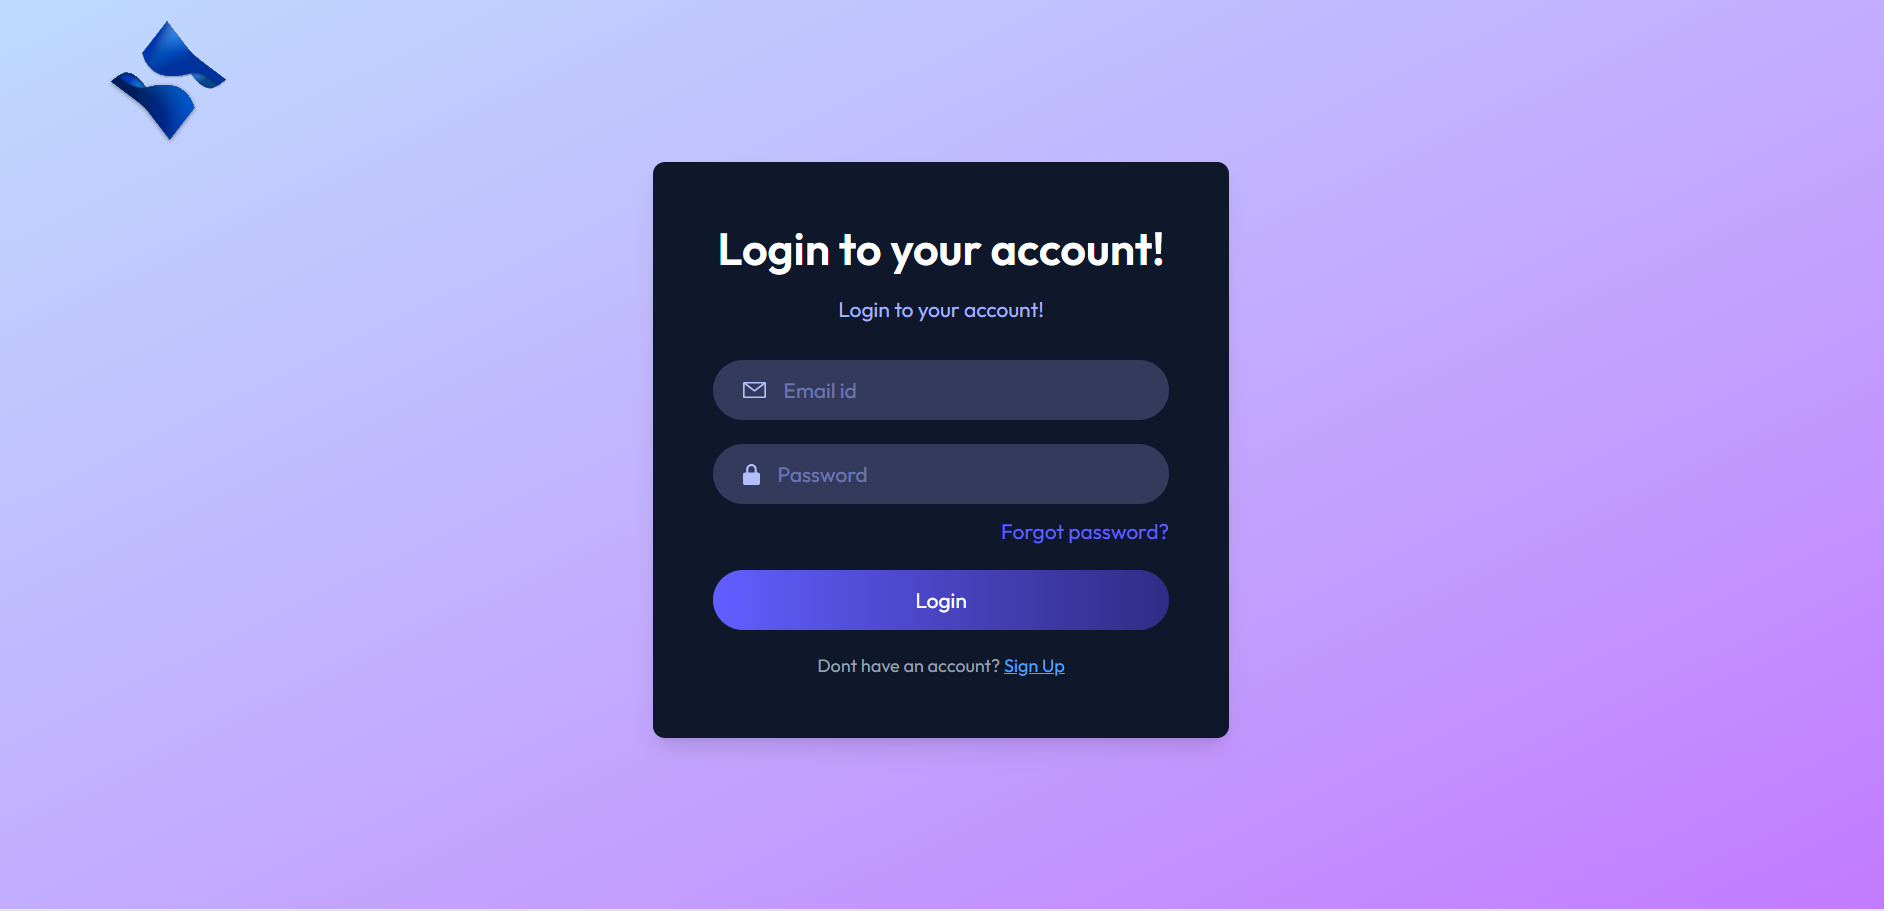 Login to your account!
Login to your account!
Email id
Password
Forgot password?
Login
Dont have an account? Sign Up